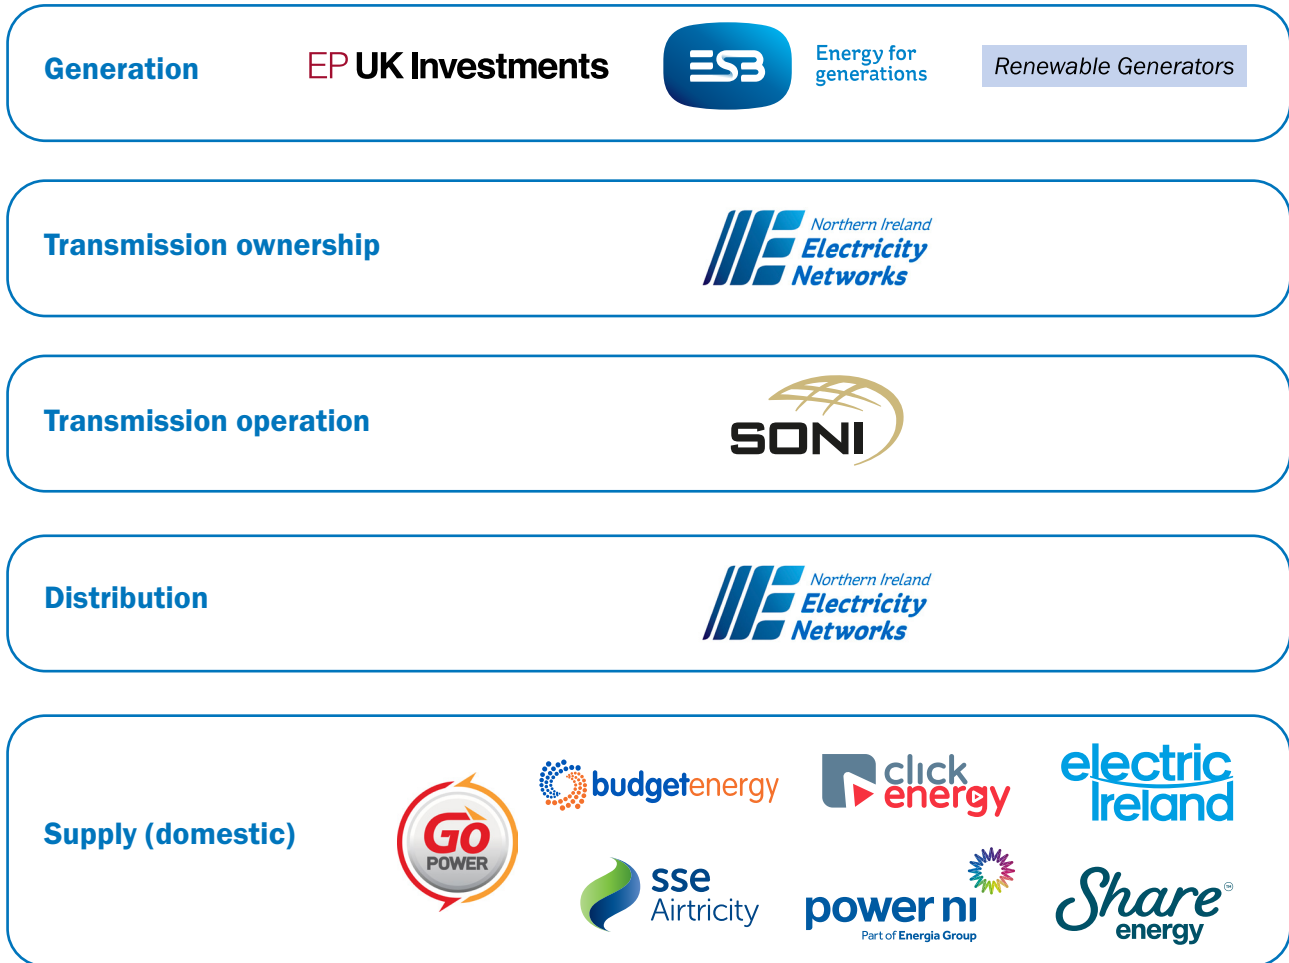 Generation
EP UK Investments
ESB
Energy for
generations
Renewable Generators
Transmission ownership
Northern Ireland
Electricity
Networks
Transmission operation
SONI
Distribution
Northern Ireland
Electricity
Networks
Supply (domestic)
GO
POWER
budgetenergy
click
energy
electric
Ireland
sse
Airtricity
power ni
Part of Energia Group
Share
energy
TM